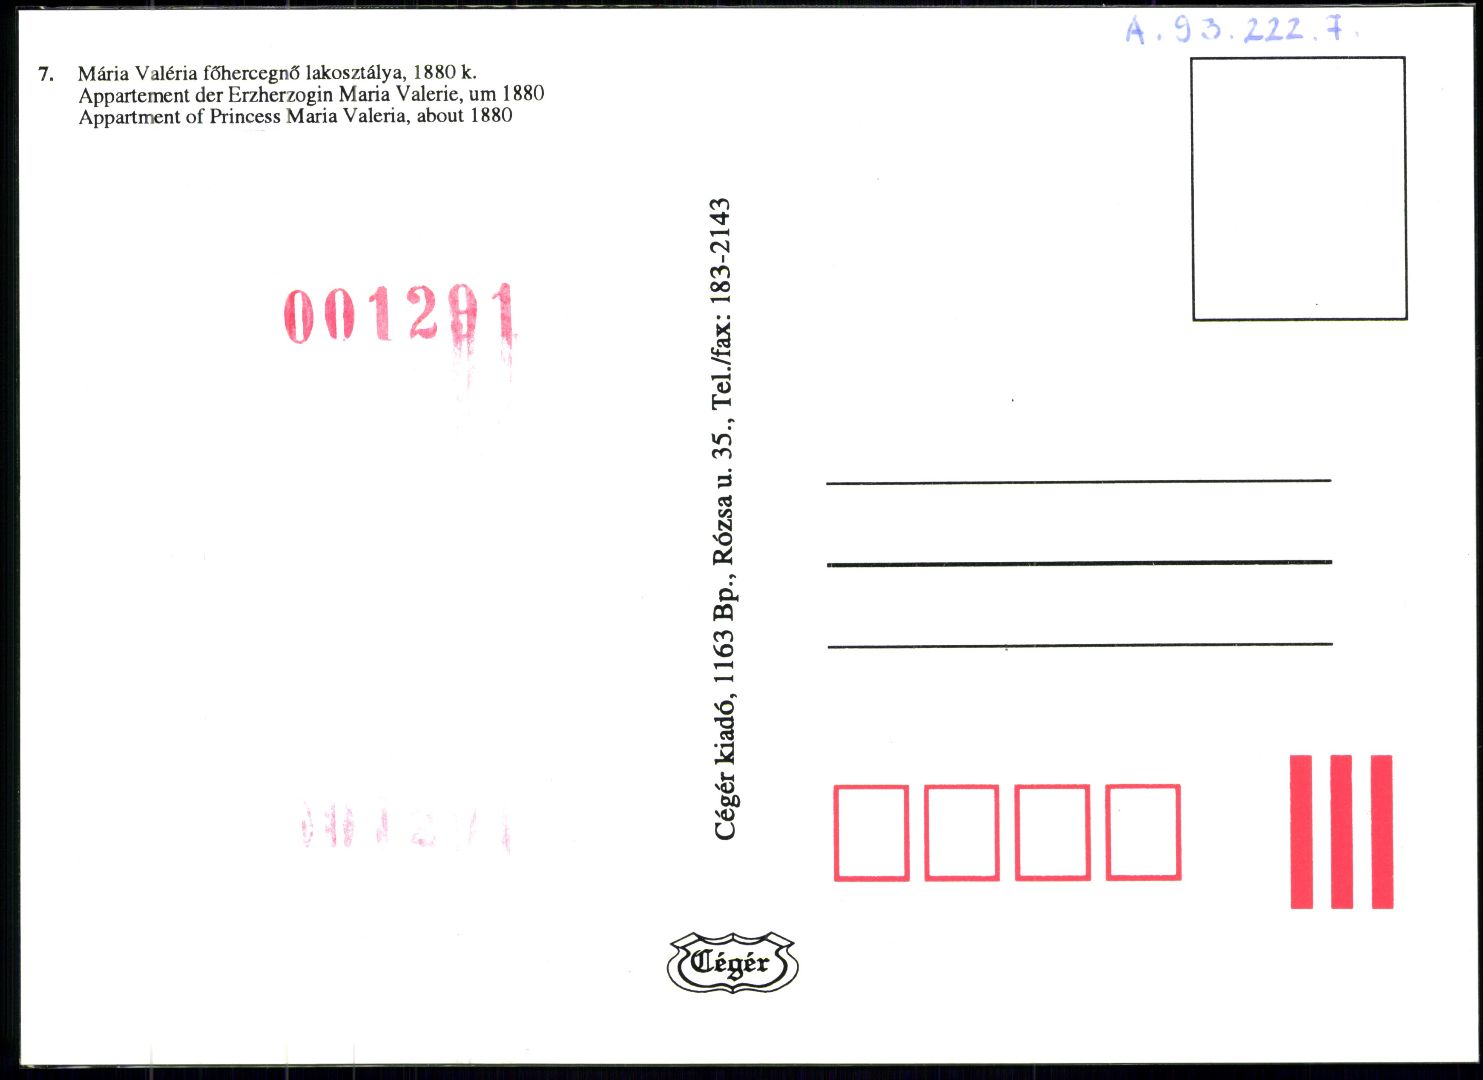 A.93.222.7.
7. Mária Valéria főhercegnő lakosztálya, 1880 k.
Appartement der Erzherzogin Maria Valerie, um 1880
Appartment of Princess Maria Valeria, about 1880
001291
Cégér kiadó, 1163 Bp., Rózsa u. 35., Tel./fax: 183-2143
Cégér